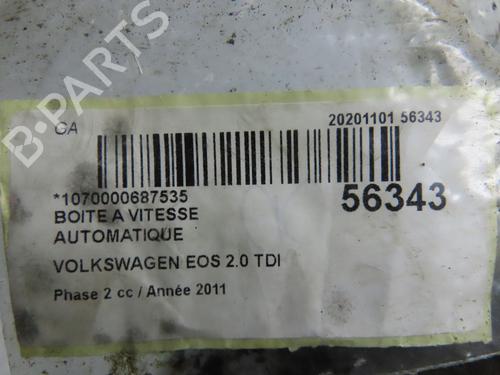 GA
20201101 56343
*1070000687535
56343
BOITE A VITESSE
AUTOMATIQUE
VOLKSWAGEN EOS 2.0 TDI
Phase 2 cc / Année 2011
B-PARTS